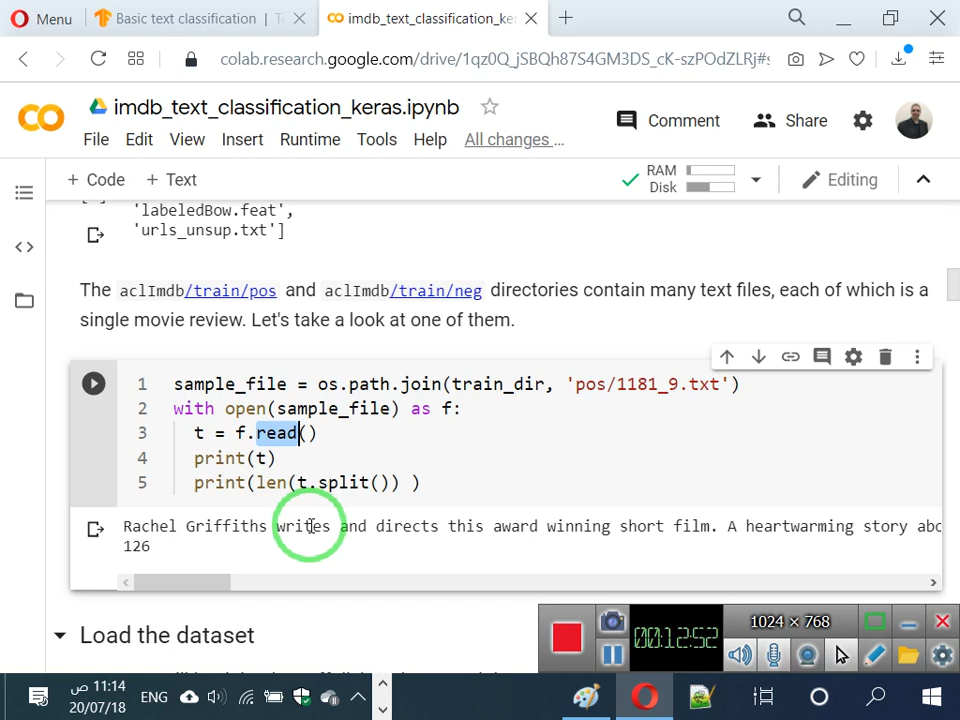 Menu
Basic text classification
imdb_text_classification_ke
colab.research.google.com/drive/1qz0Q_jSBQh87S4GM3DS_cK-szPOdZLRj#s
imdb_text_classification_keras.ipynb
Comment
Share
File Edit View Insert Runtime Tools Help All changes …
+ Code + Text
RAM
Disk
Editing
'labeledBow.feat',
'urls_unsup.txt']
The aclImdb/train/pos and aclImdb/train/neg directories contain many text files, each of which is a
single movie review. Let's take a look at one of them.
1 sample_file = os.path.join(train_dir, 'pos/1181_9.txt')
2 with open(sample_file) as f:
3 t = f.read()
4 print(t)
5 print(len(t.split()) )
Rachel Griffiths writes and directs this award winning short film. A heartwarming story abo
126
Load the dataset
00:12:52
1024 × 768
ص 11:14
20/07/18
ENG